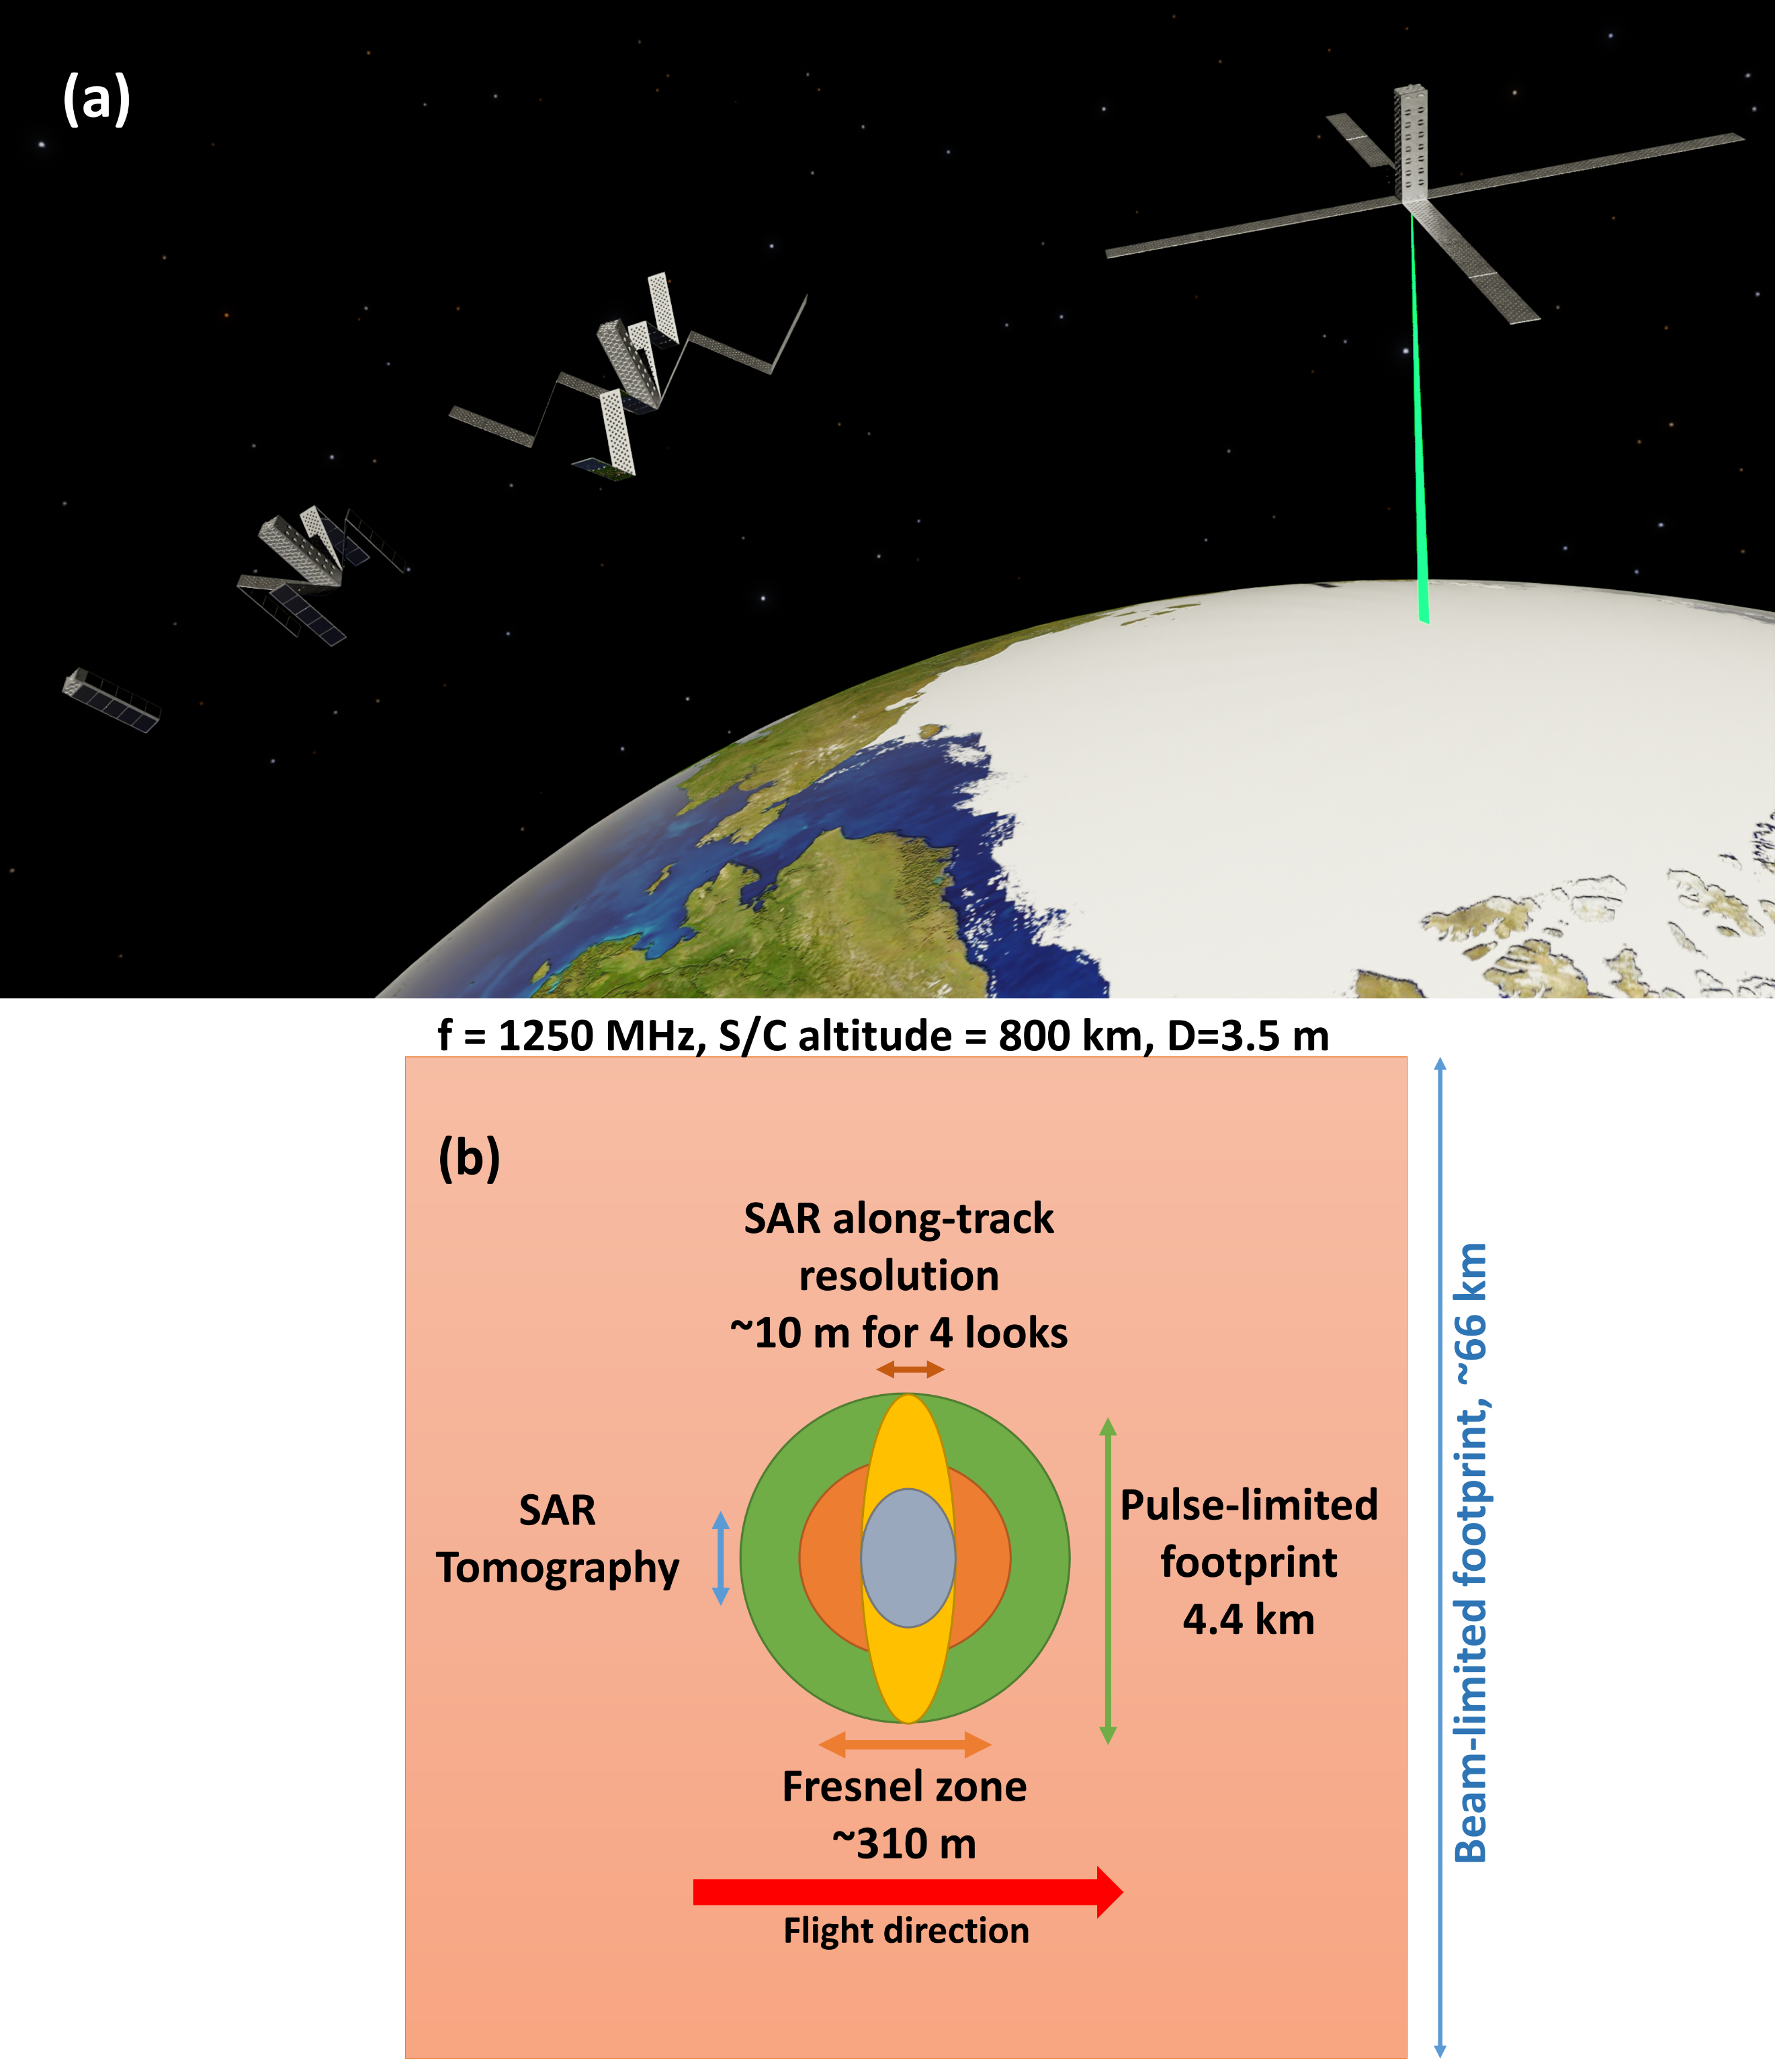 (a)
f = 1250 MHz, S/C altitude = 800 km, D=3.5 m
(b)
SAR along-track
resolution
~10 m for 4 looks
SAR
Tomography
Pulse-limited
footprint
4.4 km
Beam-limited footprint, ~66 km
Fresnel zone
~310 m
Flight direction